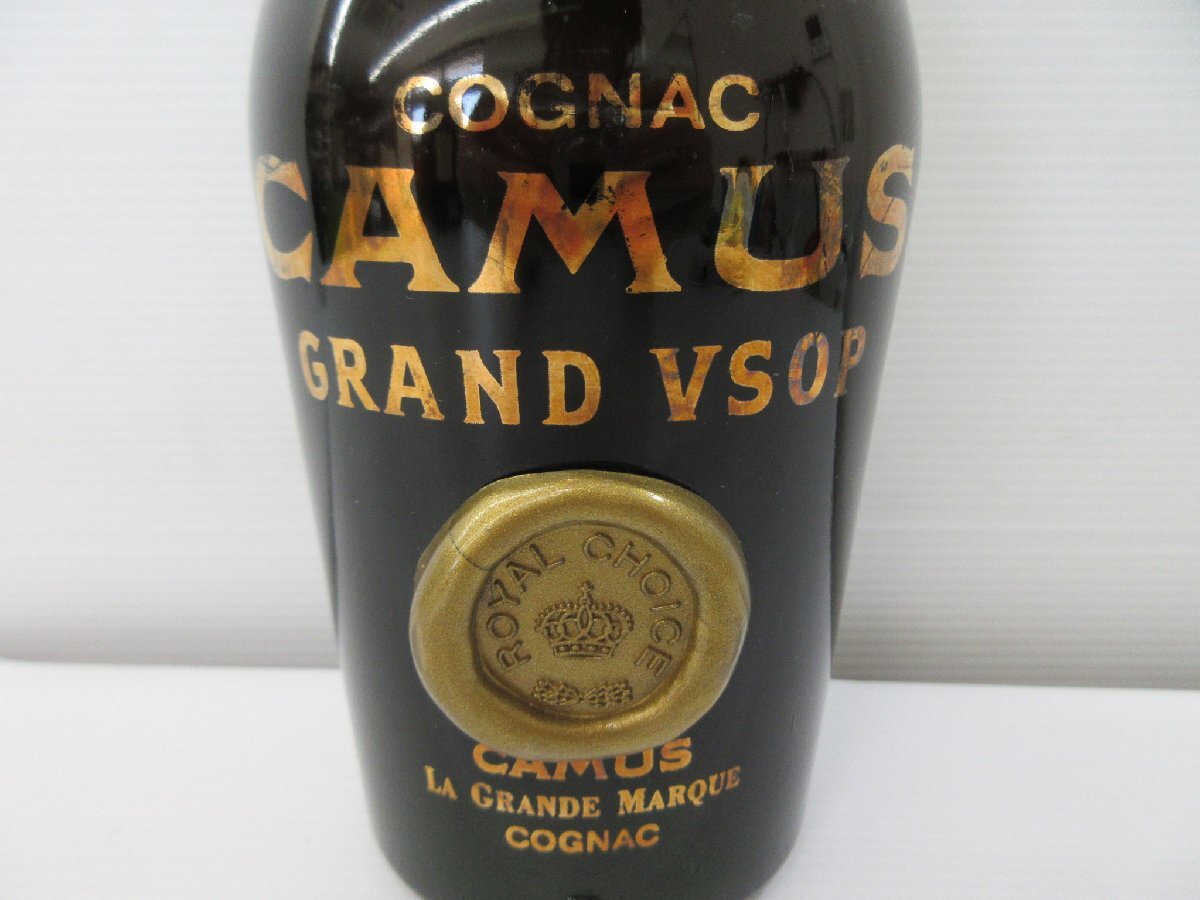 COGNAC
CAMUS
GRAND VSOP
ROYAL CHOICE
CAMUS
LA GRANDE MARQUE
COGNAC